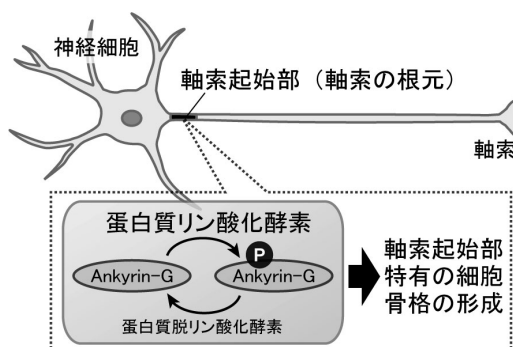 神経細胞
軸索起始部（軸索の根元）
軸索
蛋白質リン酸化酵素
P
Ankyrin-G
Ankyrin-G
蛋白質脱リン酸化酵素
軸索起始部
特有の細胞
骨格の形成